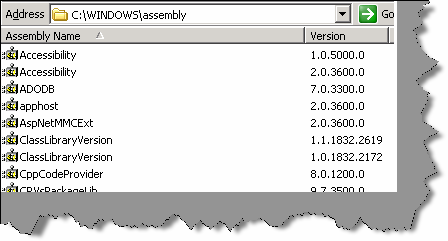 Address C:\WINDOWS\assembly Go
Assembly Name Version
Accessibility 1.0.5000.0
Accessibility 2.0.3600.0
ADODB 7.0.3300.0
apphost 2.0.3600.0
AspNetMMCExt 2.0.3600.0
ClassLibraryVersion 1.1.1832.2619
ClassLibraryVersion 1.0.1832.2172
CppCodeProvider 8.0.1200.0
CRVsPackageLib 9.7.3500.0